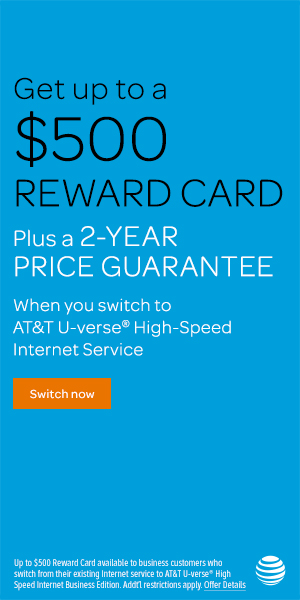 Get up to a
$500
REWARD CARD
Plus a 2-YEAR
PRICE GUARANTEE
When you switch to
AT&T U-verse® High-Speed
Internet Service
Switch now
Up to $500 Reward Card available to business customers who
switch from their existing Internet service to AT&T U-verse® High
Speed Internet Business Edition. Addt'l restrictions apply. Offer Details